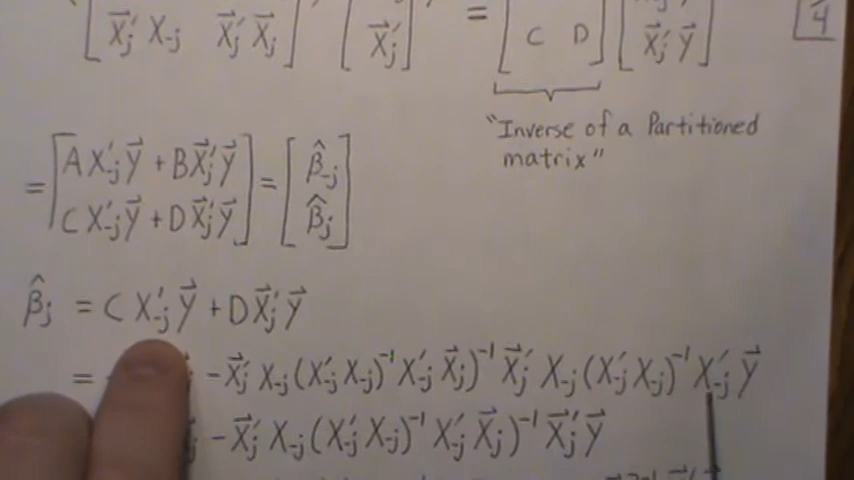 [ X⃗'j X-j X⃗'j X⃗j ] [ X⃗'j ] = [ C D ] [ X⃗'j Y⃗ ] 4
"Inverse of a Partitioned
matrix"
= [ A X'-j Y⃗ + B X⃗'j Y⃗ ] = [ β̂-j ]
[ C X'-j Y⃗ + D X⃗'j Y⃗ ] [ β̂j ]
β̂j = C X'-j Y⃗ + D X⃗'j Y⃗
= - X⃗'j X-j (X'-j X-j)⁻¹ X'-j X⃗j)⁻¹ X⃗'j X-j (X'-j X-j)⁻¹ X'-j Y⃗
- X⃗'j X-j (X'-j X-j)⁻¹ X'-j X⃗j)⁻¹ X⃗'j Y⃗